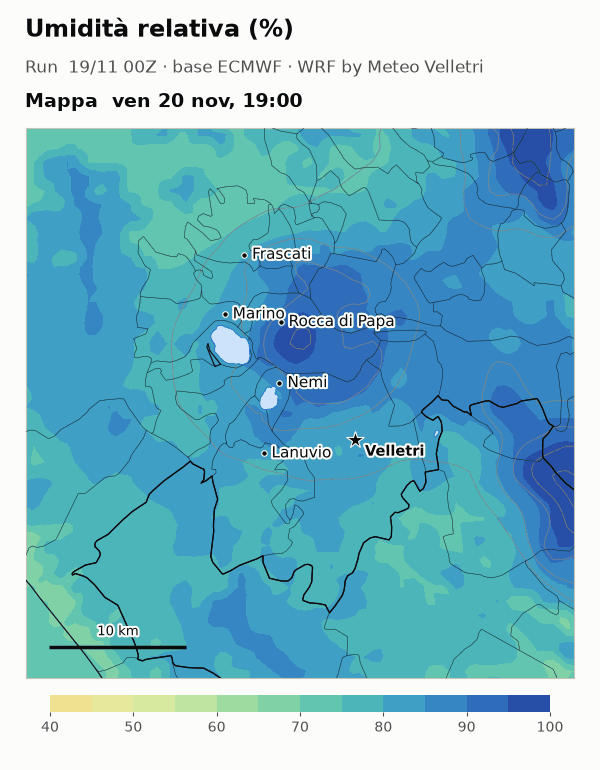 Umidità relativa (%)
Run  19/11 00Z · base ECMWF · WRF by Meteo Velletri
Mappa  ven 20 nov, 19:00
Frascati
Marino
Rocca di Papa
Nemi
Velletri
Lanuvio
10 km
40 50 60 70 80 90 100